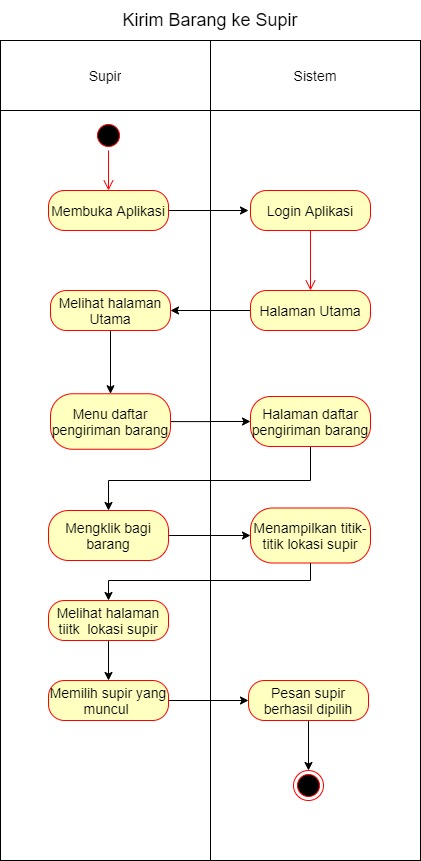 Kirim Barang ke Supir
Supir
Sistem
Membuka Aplikasi
Login Aplikasi
Melihat halaman
Utama
Halaman Utama
Menu daftar
pengiriman barang
Halaman daftar
pengiriman barang
Mengklik bagi
barang
Menampilkan titik-
titik lokasi supir
Melihat halaman
tiitk lokasi supir
Memilih supir yang
muncul
Pesan supir
berhasil dipilih